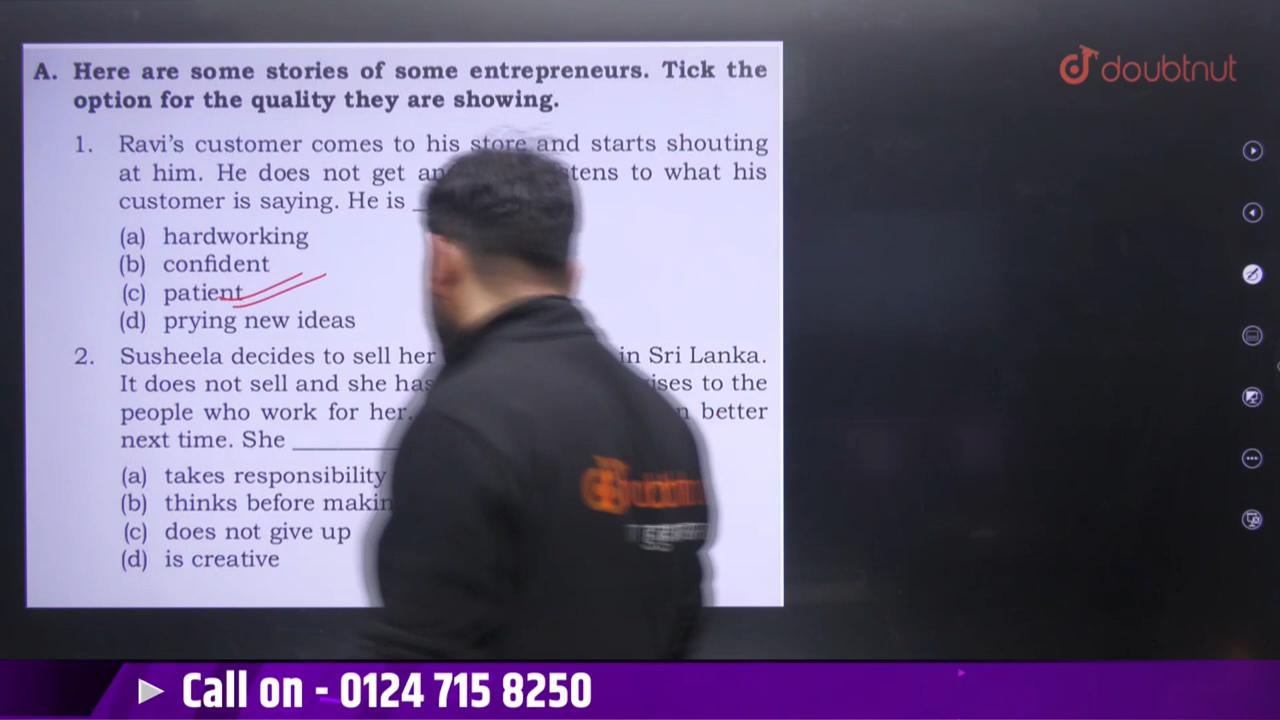 A. Here are some stories of some entrepreneurs. Tick the
option for the quality they are showing.
1. Ravi's customer comes to his store and starts shouting
at him. He does not get to what his
customer is saying. He is
(a) hardworking
(b) confident
(c) patient
(d) prying new ideas
2. Susheela decides to sell her in Sri Lanka.
It does not sell and she has to the
people who work for her. better
next time. She ________
(a) takes responsibility
(b) thinks before
(c) does not give up
(d) is creative
doubtnut
Call on - 0124 715 8250